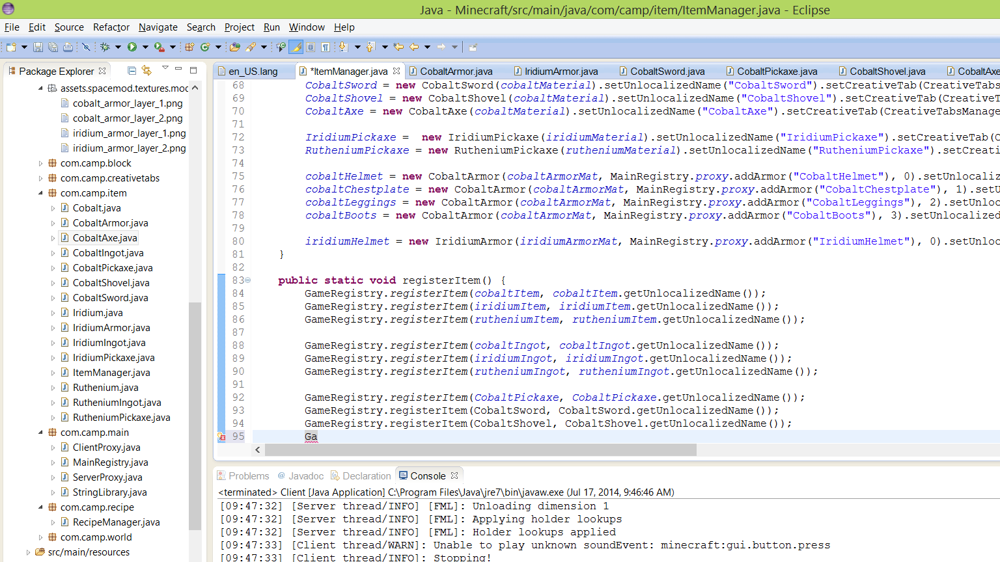 Java - Minecraft/src/main/java/com/camp/item/ItemManager.java - Eclipse
File Edit Source Refactor Navigate Search Project Run Window Help
Package Explorer
assets.spacemod.textures.moc
cobalt_armor_layer_1.png
cobalt_armor_layer_2.png
iridium_armor_layer_1.png
iridium_armor_layer_2.png
com.camp.block
com.camp.creativetabs
com.camp.item
Cobalt.java
CobaltArmor.java
CobaltAxe.java
CobaltIngot.java
CobaltPickaxe.java
CobaltShovel.java
CobaltSword.java
Iridium.java
IridiumArmor.java
IridiumIngot.java
IridiumPickaxe.java
ItemManager.java
Ruthenium.java
RutheniumIngot.java
RutheniumPickaxe.java
com.camp.main
ClientProxy.java
MainRegistry.java
ServerProxy.java
StringLibrary.java
com.camp.recipe
RecipeManager.java
com.camp.world
src/main/resources
en_US.lang *ItemManager.java CobaltArmor.java IridiumArmor.java CobaltSword.java CobaltPickaxe.java CobaltShovel.java CobaltAxe
68 CobaltSword = new CobaltSword(cobaltMaterial).setUnlocalizedName("CobaltSword").setCreativeTab(CreativeTabs
69 CobaltShovel = new CobaltShovel(cobaltMaterial).setUnlocalizedName("CobaltShovel").setCreativeTab(CreativeT
70 CobaltAxe = new CobaltAxe(cobaltMaterial).setUnlocalizedName("CobaltAxe").setCreativeTab(CreativeTabsManage
71
72 IridiumPickaxe =  new IridiumPickaxe(iridiumMaterial).setUnlocalizedName("IridiumPickaxe").setCreativeTab(C
73 RutheniumPickaxe = new RutheniumPickaxe(rutheniumMaterial).setUnlocalizedName("RutheniumPickaxe").setCreati
74
75 cobaltHelmet = new CobaltArmor(cobaltArmorMat, MainRegistry.proxy.addArmor("CobaltHelmet"), 0).setUnlocaliz
76 cobaltChestplate = new CobaltArmor(cobaltArmorMat, MainRegistry.proxy.addArmor("CobaltChestplate"), 1).setU
77 cobaltLeggings = new CobaltArmor(cobaltArmorMat, MainRegistry.proxy.addArmor("CobaltLeggings"), 2).setUnloc
78 cobaltBoots = new CobaltArmor(cobaltArmorMat, MainRegistry.proxy.addArmor("CobaltBoots"), 3).setUnlocalized
79
80 iridiumHelmet = new IridiumArmor(iridiumArmorMat, MainRegistry.proxy.addArmor("IridiumHelmet"), 0).setUnloc
81 }
82
83 public static void registerItem() {
84 GameRegistry.registerItem(cobaltItem, cobaltItem.getUnlocalizedName());
85 GameRegistry.registerItem(iridiumItem, iridiumItem.getUnlocalizedName());
86 GameRegistry.registerItem(rutheniumItem, rutheniumItem.getUnlocalizedName());
87
88 GameRegistry.registerItem(cobaltIngot, cobaltIngot.getUnlocalizedName());
89 GameRegistry.registerItem(iridiumIngot, iridiumIngot.getUnlocalizedName());
90 GameRegistry.registerItem(rutheniumIngot, rutheniumIngot.getUnlocalizedName());
91
92 GameRegistry.registerItem(CobaltPickaxe, CobaltPickaxe.getUnlocalizedName());
93 GameRegistry.registerItem(CobaltSword, CobaltSword.getUnlocalizedName());
94 GameRegistry.registerItem(CobaltShovel, CobaltShovel.getUnlocalizedName());
95 Ga
Problems Javadoc Declaration Console
<terminated> Client [Java Application] C:\Program Files\Java\jre7\bin\javaw.exe (Jul 17, 2014, 9:46:46 AM)
[09:47:32] [Server thread/INFO] [FML]: Unloading dimension 1
[09:47:32] [Server thread/INFO] [FML]: Applying holder lookups
[09:47:32] [Server thread/INFO] [FML]: Holder lookups applied
[09:47:33] [Client thread/WARN]: Unable to play unknown soundEvent: minecraft:gui.button.press
[09:47:33] [Client thread/INFO]: Stopping!